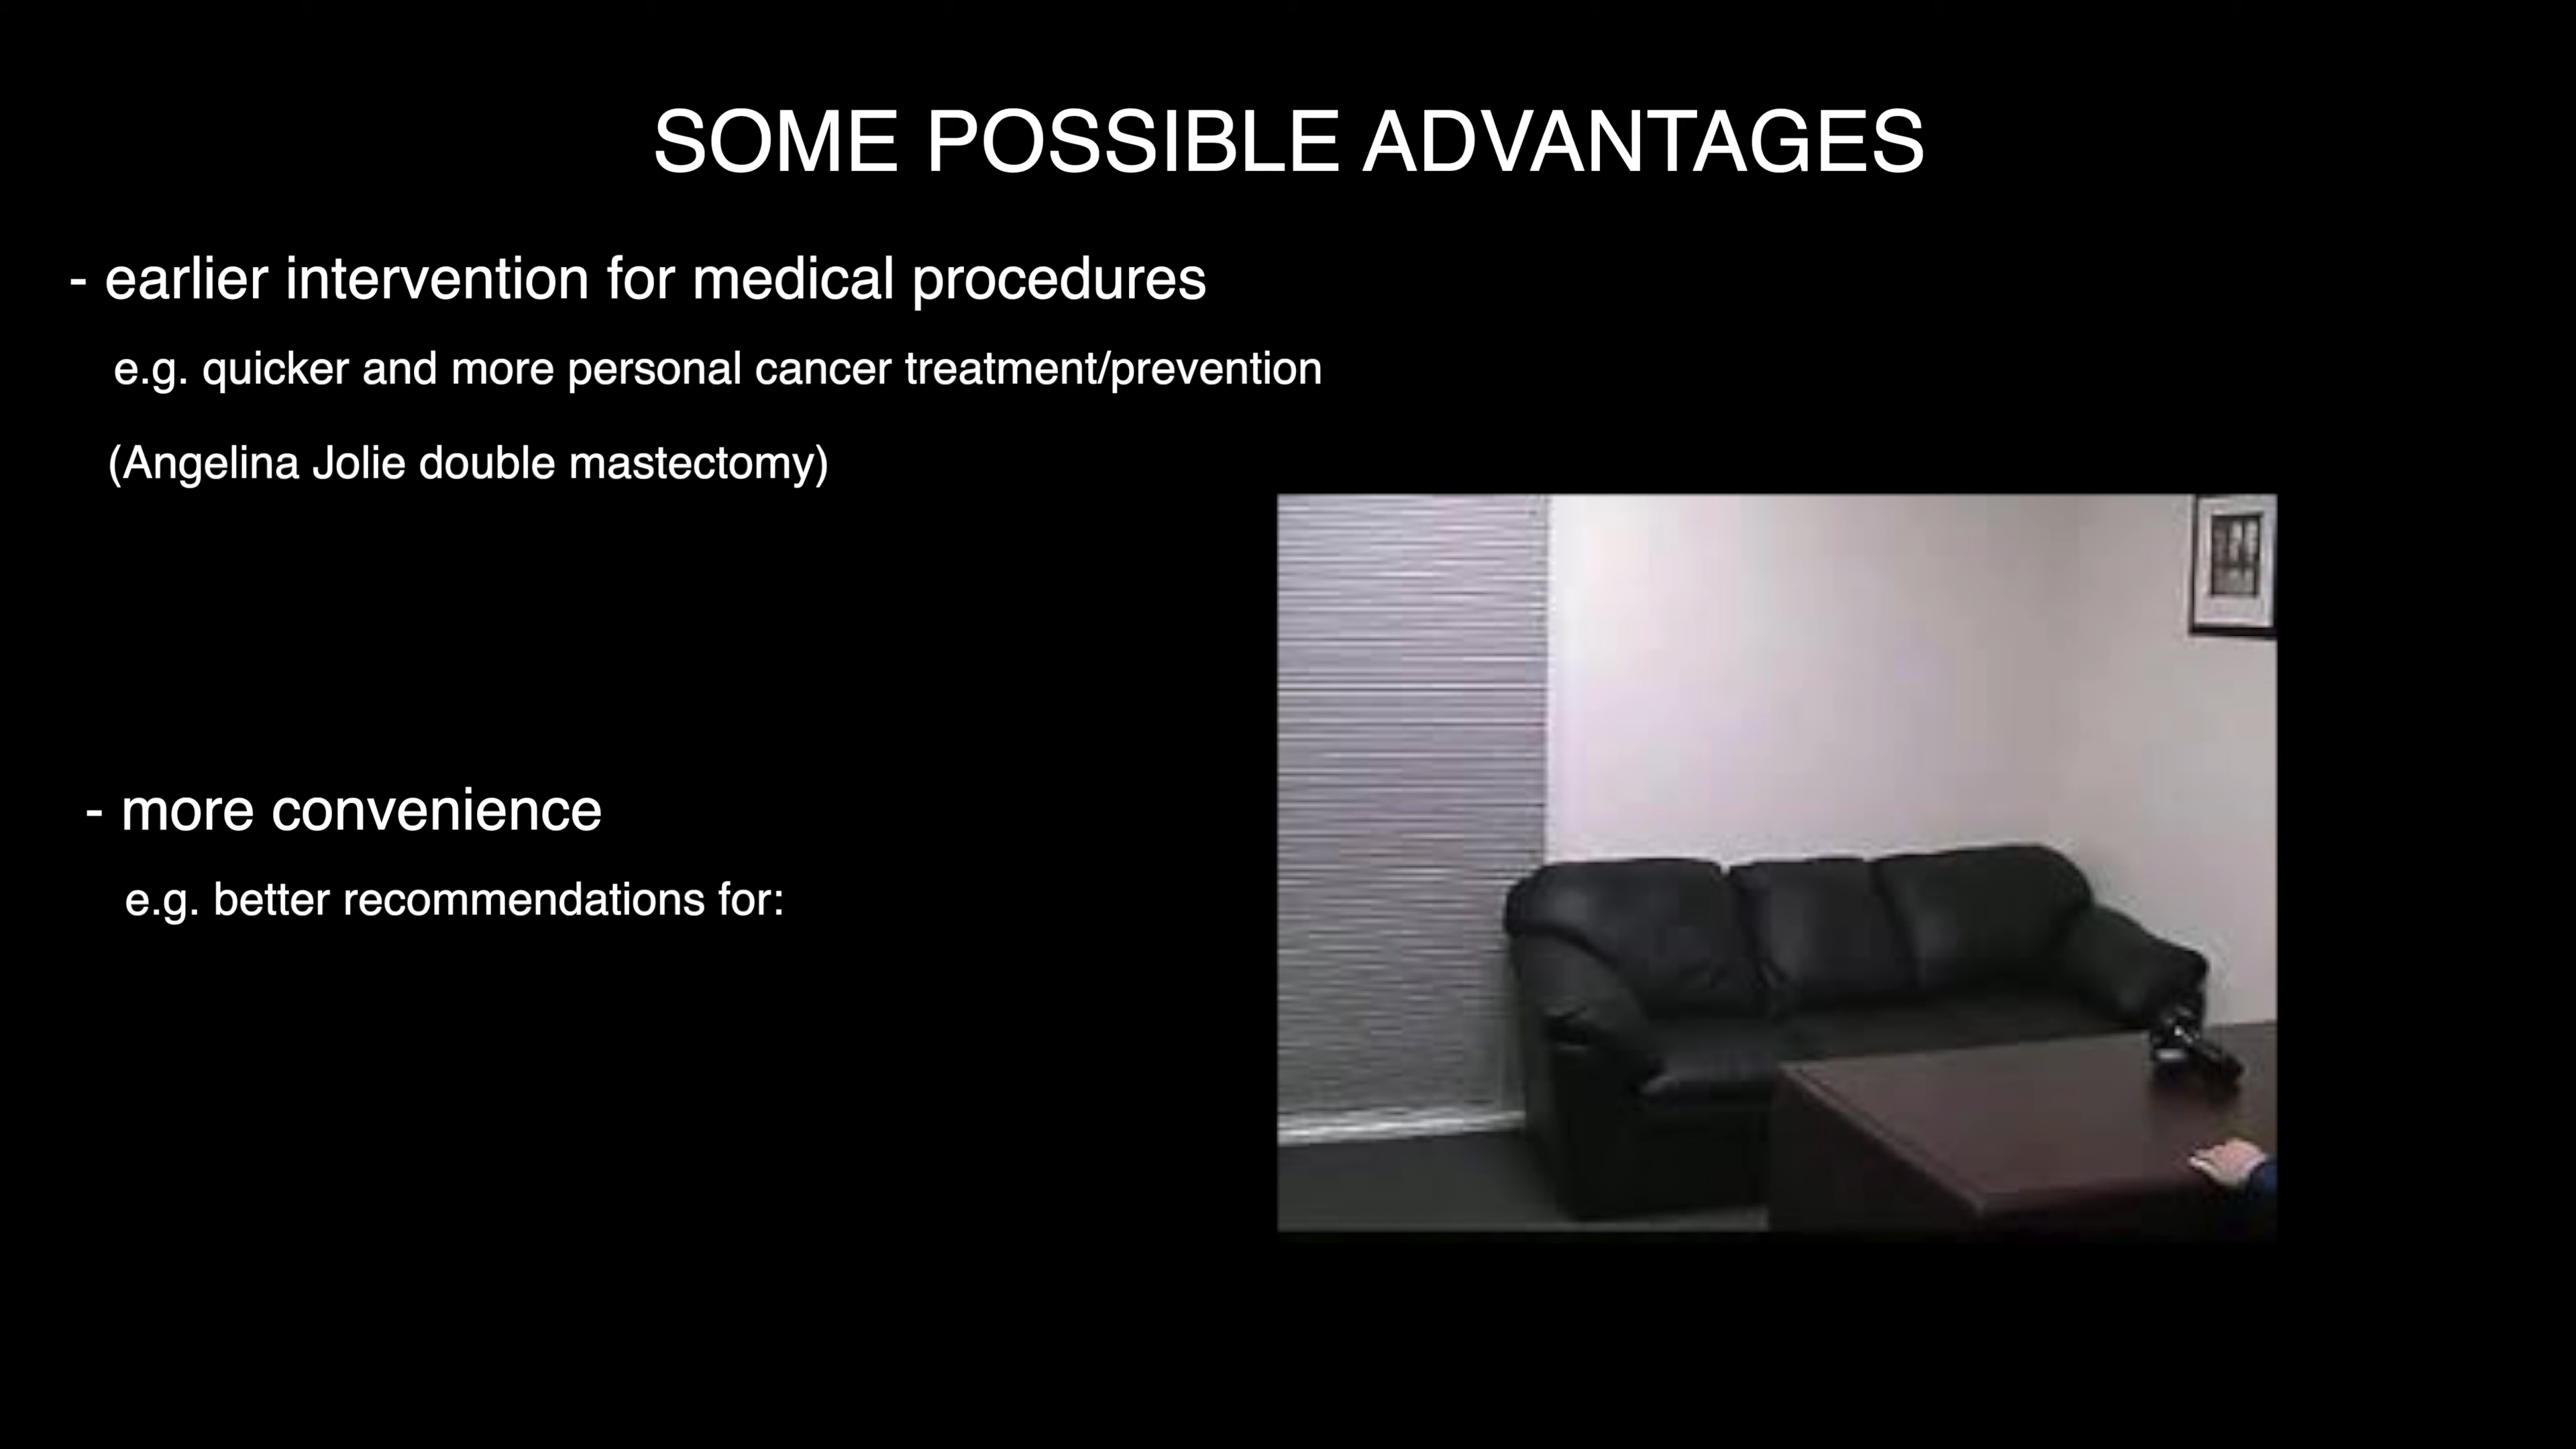 SOME POSSIBLE ADVANTAGES
- earlier intervention for medical procedures
e.g. quicker and more personal cancer treatment/prevention
(Angelina Jolie double mastectomy)
- more convenience
e.g. better recommendations for: